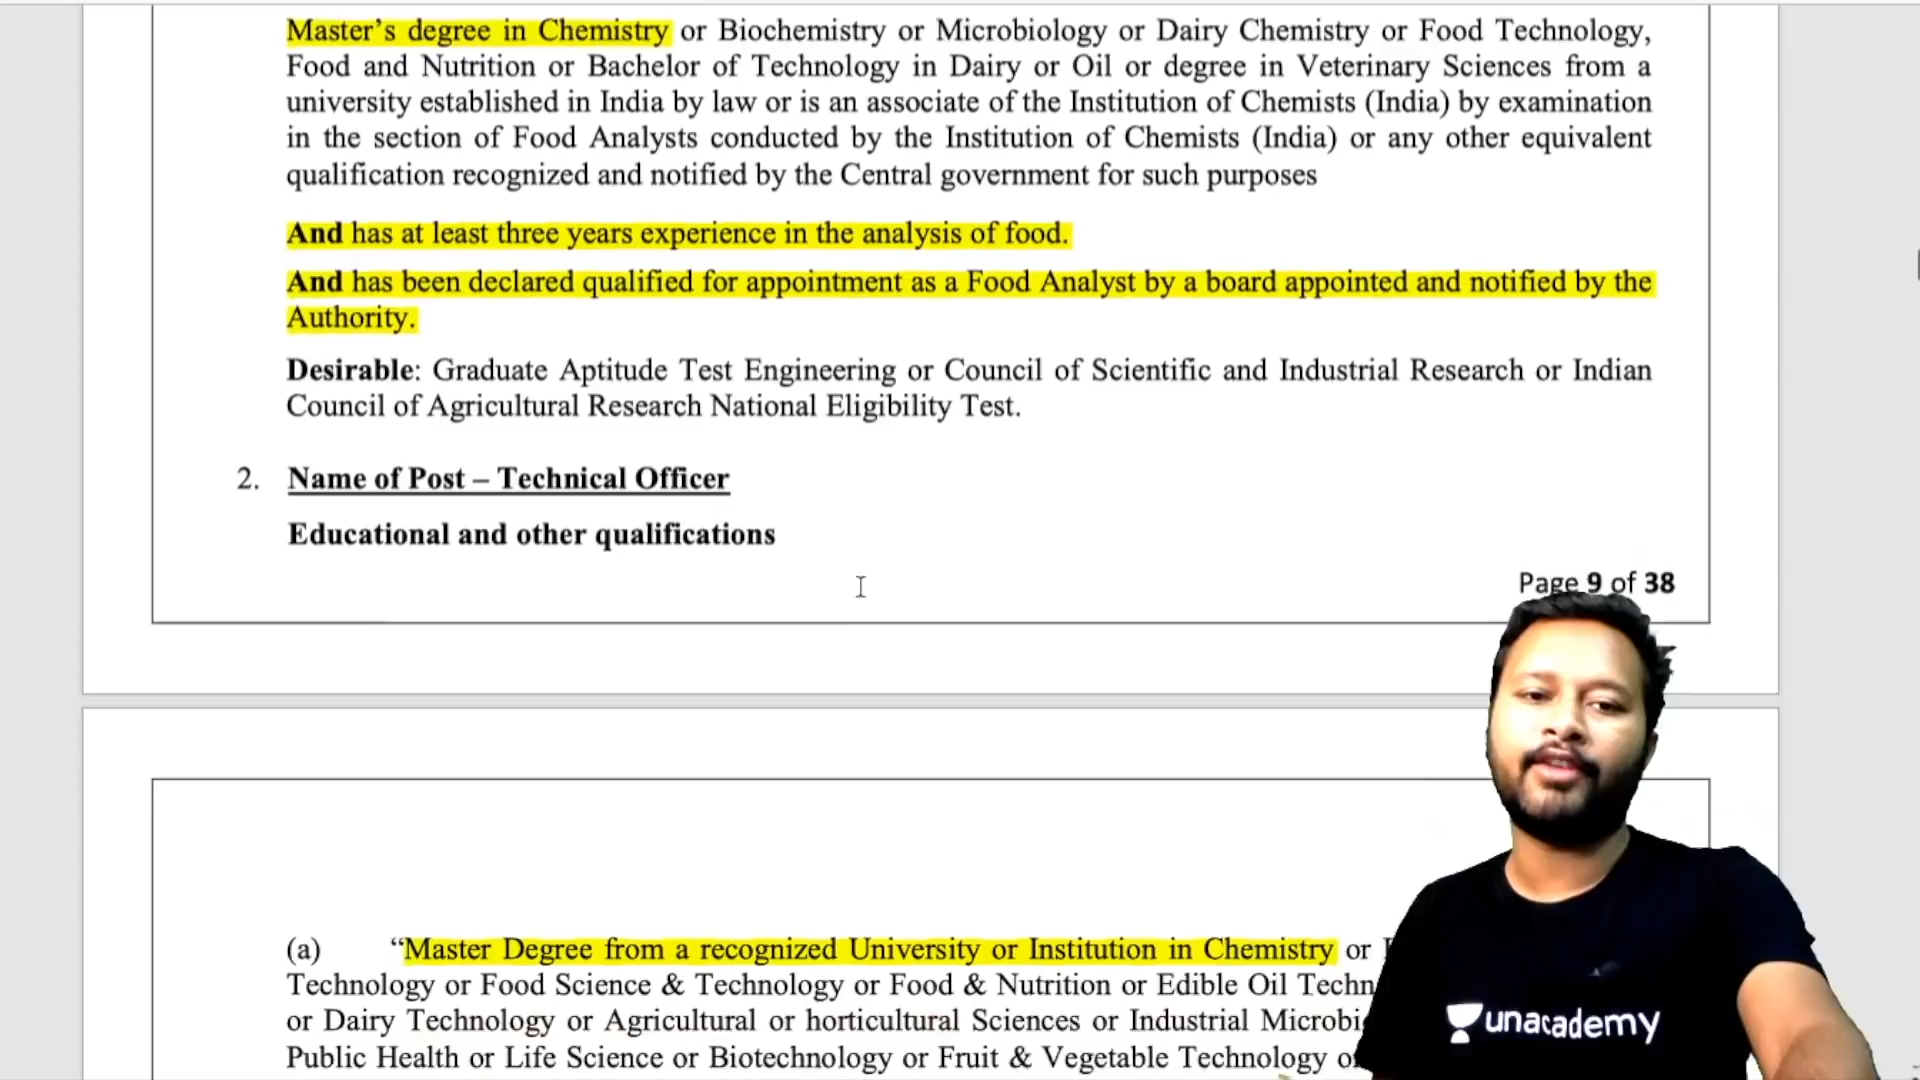 Master’s degree in Chemistry or Biochemistry or Microbiology or Dairy Chemistry or Food Technology,
Food and Nutrition or Bachelor of Technology in Dairy or Oil or degree in Veterinary Sciences from a
university established in India by law or is an associate of the Institution of Chemists (India) by examination
in the section of Food Analysts conducted by the Institution of Chemists (India) or any other equivalent
qualification recognized and notified by the Central government for such purposes
And has at least three years experience in the analysis of food.
And has been declared qualified for appointment as a Food Analyst by a board appointed and notified by the
Authority.
Desirable: Graduate Aptitude Test Engineering or Council of Scientific and Industrial Research or Indian
Council of Agricultural Research National Eligibility Test.
2. Name of Post – Technical Officer
Educational and other qualifications
Page 9 of 38
(a) “Master Degree from a recognized University or Institution in Chemistry or
Technology or Food Science & Technology or Food & Nutrition or Edible Oil
or Dairy Technology or Agricultural or horticultural Sciences or Industrial
Public Health or Life Science or Biotechnology or Fruit & Vegetable Technology
unacademy